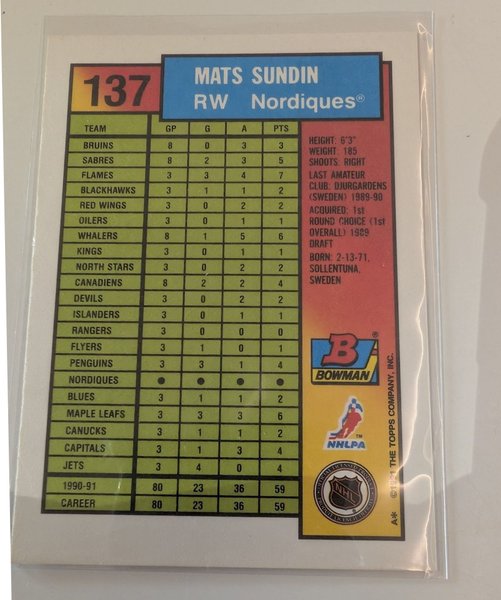 137
MATS SUNDIN
RW Nordiques®
TEAM GP G A PTS
BRUINS 8 0 3 3
SABRES 8 2 3 5
FLAMES 3 3 4 7
BLACKHAWKS 3 1 1 2
RED WINGS 3 0 2 2
OILERS 3 0 1 1
WHALERS 8 1 5 6
KINGS 3 0 1 1
NORTH STARS 3 0 2 2
CANADIENS 8 2 2 4
DEVILS 3 0 2 2
ISLANDERS 3 0 1 1
RANGERS 3 0 0 0
FLYERS 3 1 0 1
PENGUINS 3 3 1 4
NORDIQUES ● ● ● ●
BLUES 3 1 1 2
MAPLE LEAFS 3 3 3 6
CANUCKS 3 1 1 2
CAPITALS 3 1 3 4
JETS 3 4 0 4
1990-91 80 23 36 59
CAREER 80 23 36 59
HEIGHT: 6'3"
WEIGHT: 185
SHOOTS: RIGHT
LAST AMATEUR
CLUB: DJURGARDENS
(SWEDEN) 1989-90
ACQUIRED: 1st
ROUND CHOICE (1st
OVERALL) 1989
DRAFT
BORN: 2-13-71,
SOLLENTUNA,
SWEDEN
B®
BOWMAN
NHLPA™
NHL
A* ©1991 THE TOPPS COMPANY, INC.